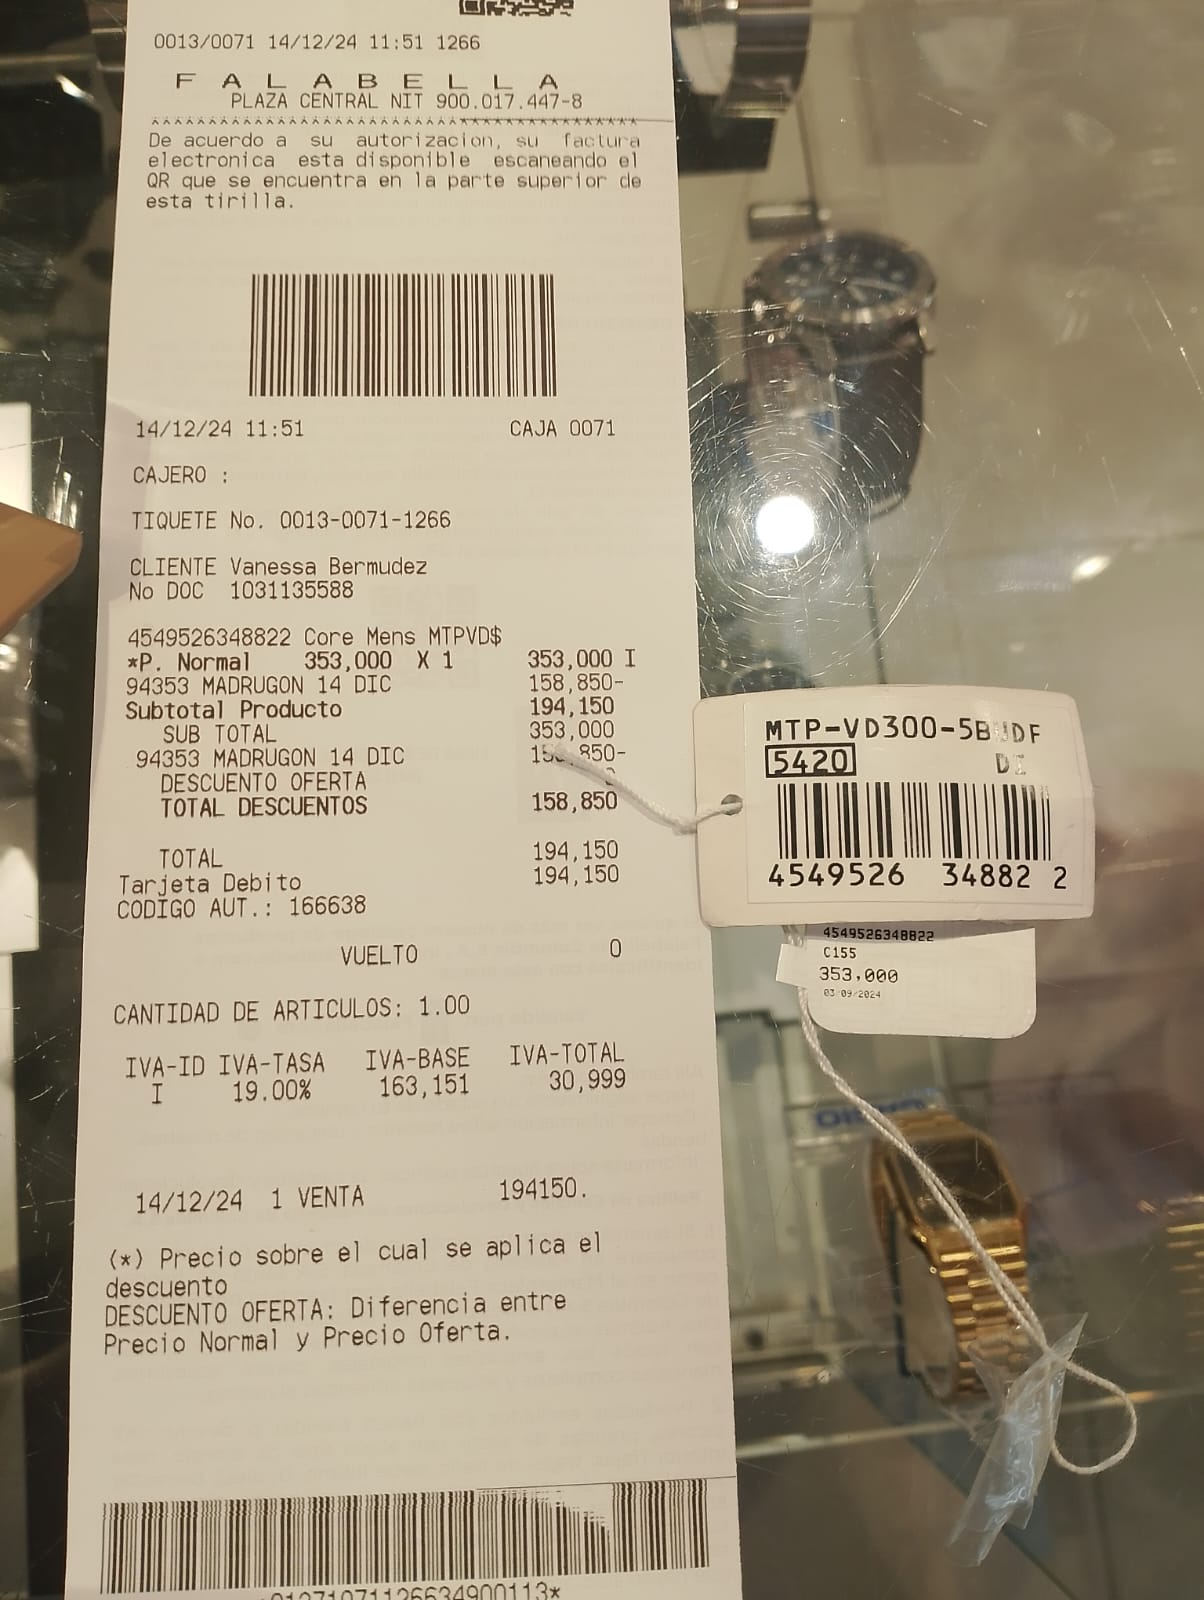 0013/0071 14/12/24 11:51 1266
F A L A B E L L A
PLAZA CENTRAL NIT 900.017.447-8
De acuerdo a su autorizacion, su factura
electronica esta disponible escaneando el
QR que se encuentra en la parte superior de
esta tirilla.
14/12/24 11:51 CAJA 0071
CAJERO :
TIQUETE No. 0013-0071-1266
CLIENTE Vanessa Bermudez
No DOC 1031135588
4549526348822 Core Mens MTPVD$
*P. Normal 353,000 X 1 353,000 I
94353 MADRUGON 14 DIC 158,850-
Subtotal Producto 194,150
SUB TOTAL 353,000
94353 MADRUGON 14 DIC 158,850-
DESCUENTO OFERTA
TOTAL DESCUENTOS 158,850
TOTAL 194,150
Tarjeta Debito 194,150
CODIGO AUT.: 166638
VUELTO 0
CANTIDAD DE ARTICULOS: 1.00
IVA-ID IVA-TASA IVA-BASE IVA-TOTAL
I 19.00% 163,151 30,999
14/12/24 1 VENTA 194150.
(*) Precio sobre el cual se aplica el
descuento
DESCUENTO OFERTA: Diferencia entre
Precio Normal y Precio Oferta.
MTP-VD300-5B DF
5420
4549526 34882 2
4549526348822
C155
353,000
03/09/2024